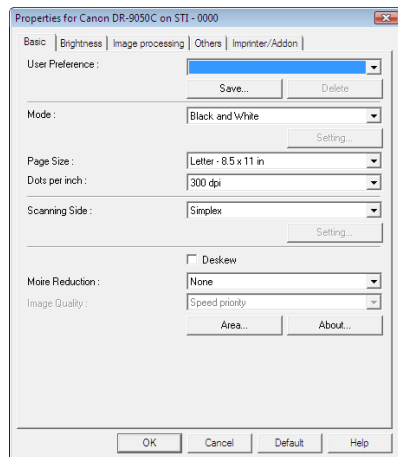 Properties for Canon DR-9050C on STI - 0000
Basic Brightness Image processing Others Imprinter/Addon
User Preference :
Save... Delete
Mode : Black and White
Setting...
Page Size : Letter - 8.5 x 11 in
Dots per inch : 300 dpi
Scanning Side : Simplex
Setting...
Deskew
Moire Reduction : None
Image Quality : Speed priority
Area... About...
OK Cancel Default Help